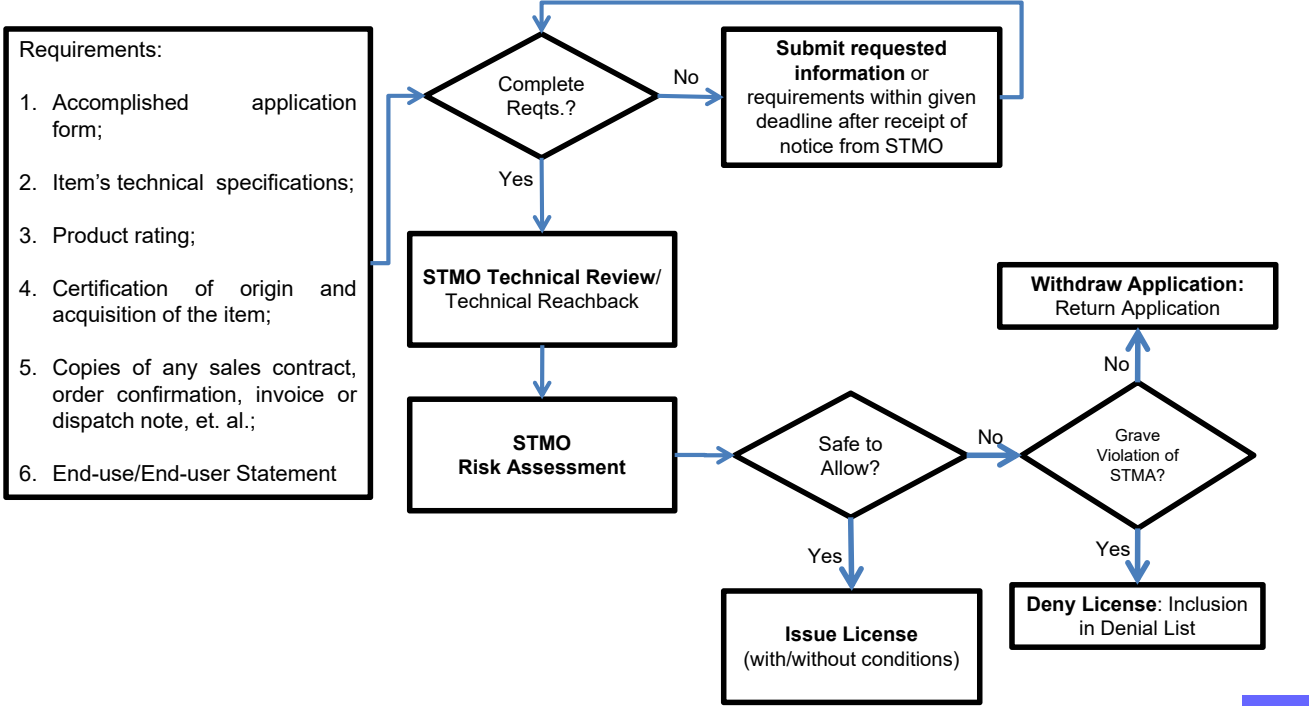 Requirements:
1. Accomplished application
form;
2. Item's technical specifications;
3. Product rating;
4. Certification of origin and
acquisition of the item;
5. Copies of any sales contract,
order confirmation, invoice or
dispatch note, et. al.;
6. End-use/End-user Statement
Complete
Reqts.?
No
Submit requested
information or
requirements within given
deadline after receipt of
notice from STMO
Yes
STMO Technical Review/
Technical Reachback
STMO
Risk Assessment
Safe to
Allow?
No
Grave
Violation of
STMA?
No
Withdraw Application:
Return Application
Yes
Deny License: Inclusion
in Denial List
Yes
Issue License
(with/without conditions)